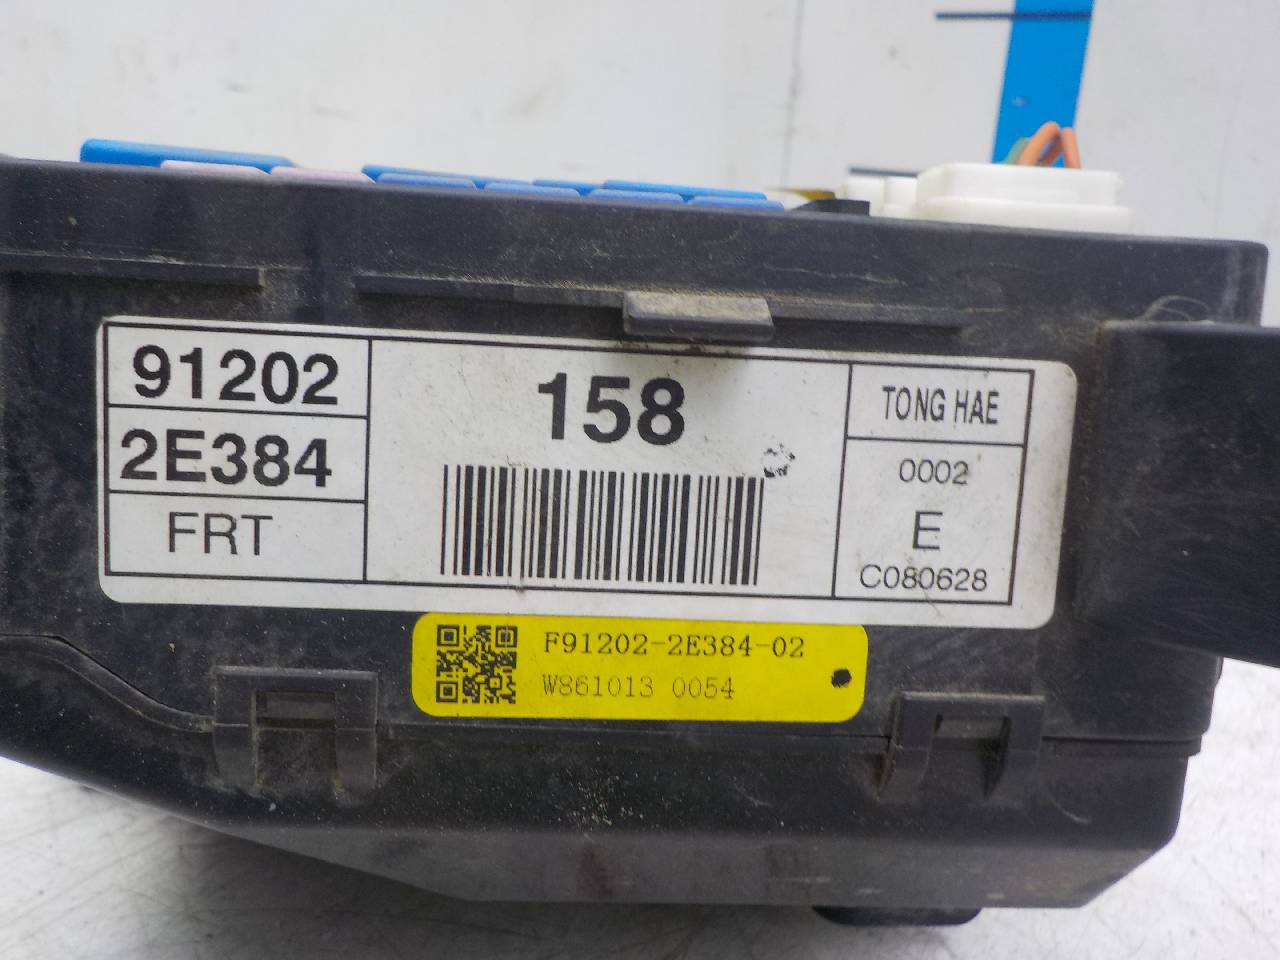 91202
2E384
FRT
158
TONG HAE
0002
E
C080628
F91202-2E384-02
W861013 0054